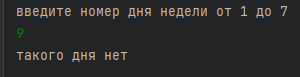 введите номер дня недели от 1 до 7
9
такого дня нет